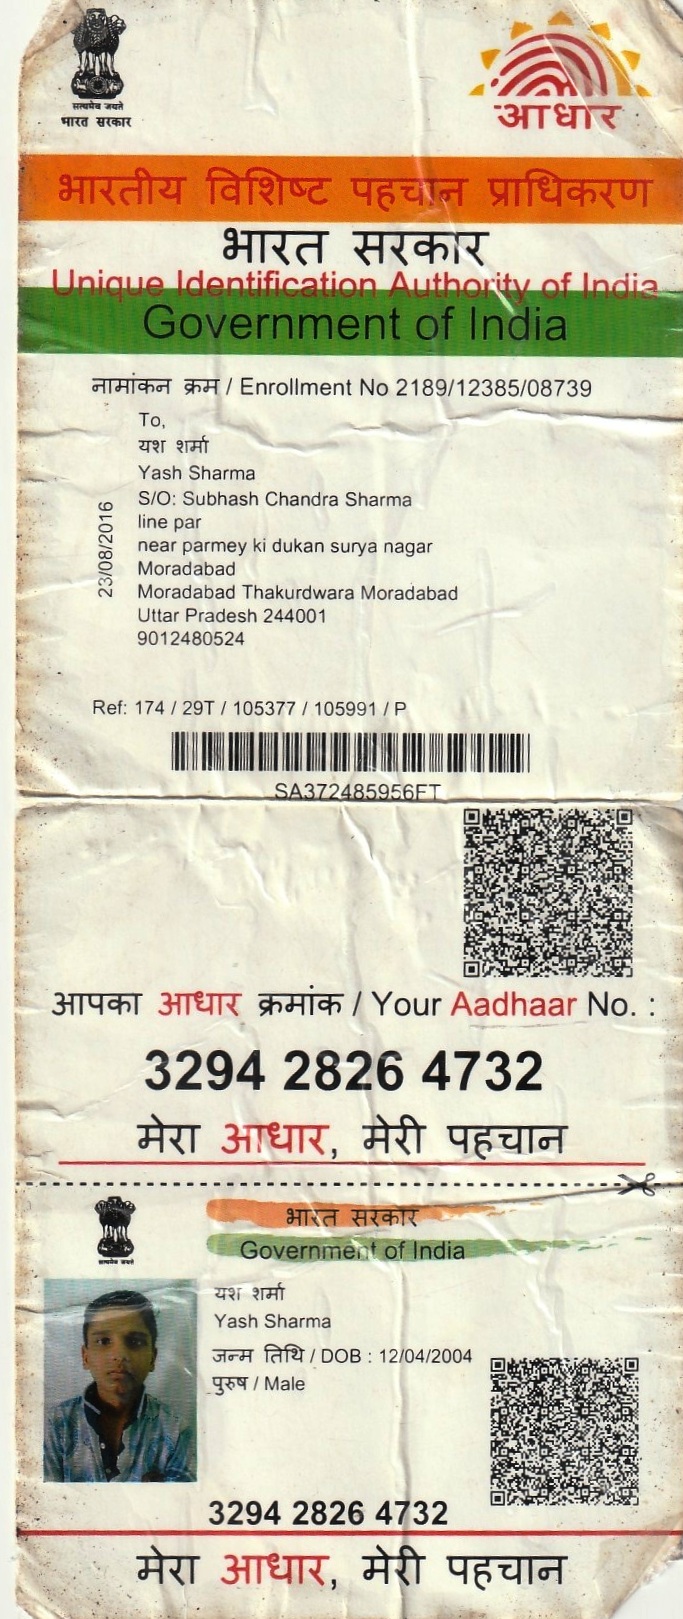 सत्यमेव जयते
भारत सरकार
आधार
भारतीय विशिष्ट पहचान प्राधिकरण
भारत सरकार
Unique Identification Authority of India
Government of India
नामांकन क्रम / Enrollment No 2189/12385/08739
To,
यश शर्मा
Yash Sharma
S/O: Subhash Chandra Sharma
line par
near parmey ki dukan surya nagar
Moradabad
Moradabad Thakurdwara Moradabad
Uttar Pradesh 244001
9012480524
23/08/2016
Ref: 174 / 29T / 105377 / 105991 / P
SA372485956FT
आपका आधार क्रमांक / Your Aadhaar No. :
3294 2826 4732
मेरा आधार, मेरी पहचान
सत्यमेव जयते
भारत सरकार
Government of India
यश शर्मा
Yash Sharma
जन्म तिथि / DOB : 12/04/2004
पुरुष / Male
3294 2826 4732
मेरा आधार, मेरी पहचान